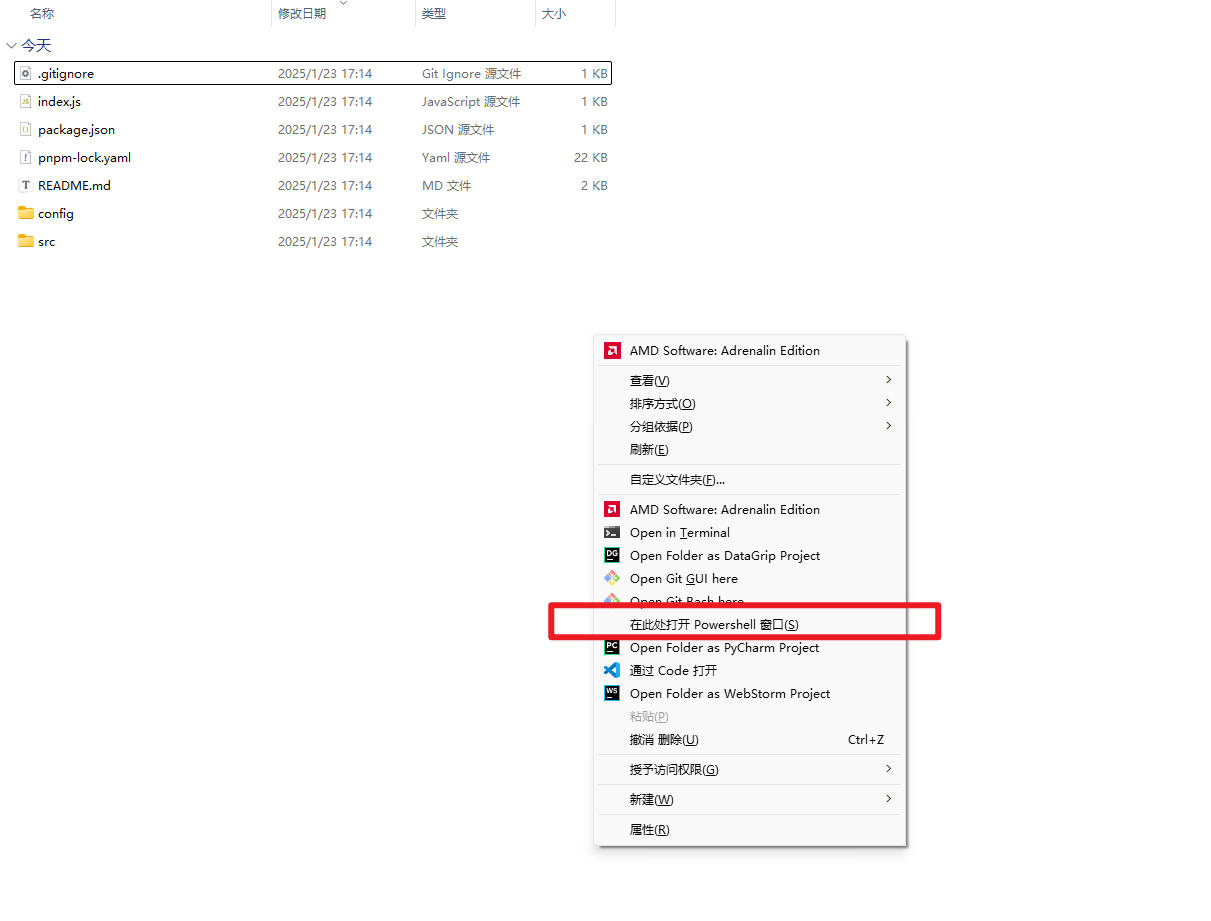 名称 修改日期 类型 大小
今天
.gitignore 2025/1/23 17:14 Git Ignore 源文件 1 KB
index.js 2025/1/23 17:14 JavaScript 源文件 1 KB
package.json 2025/1/23 17:14 JSON 源文件 1 KB
pnpm-lock.yaml 2025/1/23 17:14 Yaml 源文件 22 KB
README.md 2025/1/23 17:14 MD 文件 2 KB
config 2025/1/23 17:14 文件夹
src 2025/1/23 17:14 文件夹
AMD Software: Adrenalin Edition
查看(V)
排序方式(O)
分组依据(P)
刷新(E)
自定义文件夹(F)...
AMD Software: Adrenalin Edition
Open in Terminal
DG Open Folder as DataGrip Project
Open Git GUI here
Open Git Bash here
在此处打开 Powershell 窗口(S)
PC Open Folder as PyCharm Project
通过 Code 打开
WS Open Folder as WebStorm Project
粘贴(P)
撤消 删除(U) Ctrl+Z
授予访问权限(G)
新建(W)
属性(R)